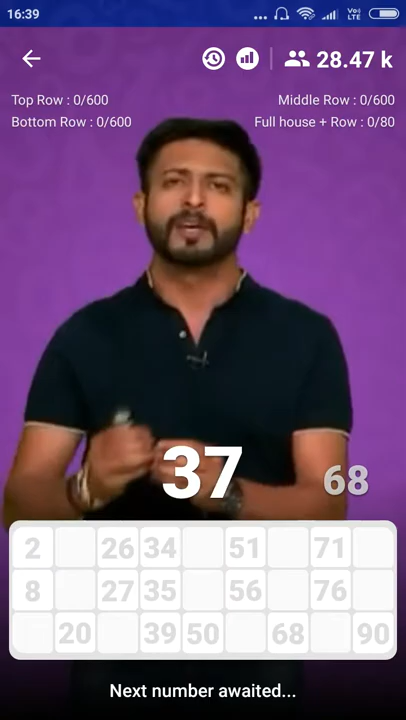 16:39 ... Vo) LTE
28.47 k
Top Row : 0/600 Middle Row : 0/600
Bottom Row : 0/600 Full house + Row : 0/80
37 68
2 26 34 51 71
8 27 35 56 76
20 39 50 68 90
Next number awaited...